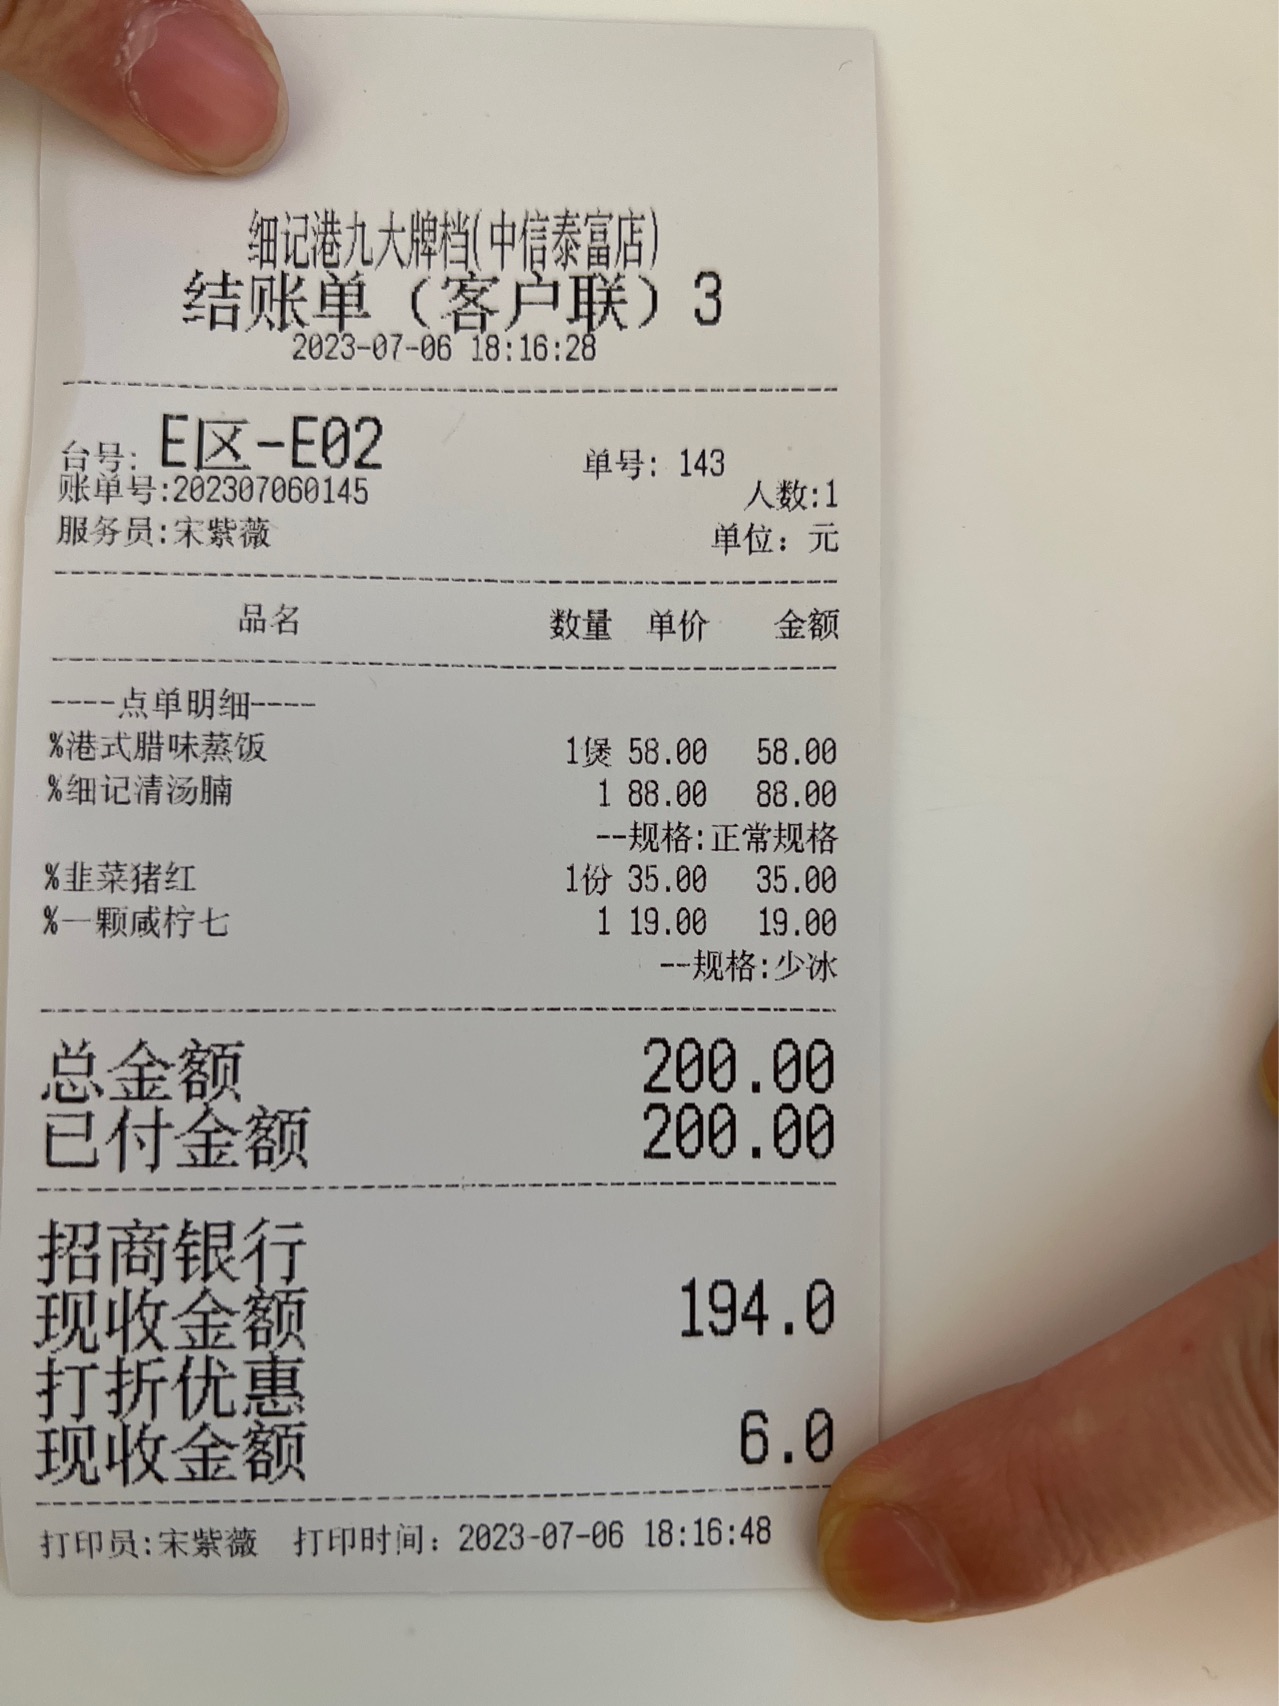 细记港九大牌档(中信泰富店)
结账单（客户联）3
2023-07-06 18:16:28
台号: E区-E02 单号: 143
账单号:202307060145 人数:1
服务员:宋紫薇 单位：元
品名 数量 单价 金额
----点单明细----
%港式腊味蒸饭 1煲 58.00 58.00
%细记清汤腩 1 88.00 88.00
--规格:正常规格
%韭菜猪红 1份 35.00 35.00
%一颗咸柠七 1 19.00 19.00
--规格:少冰
总金额 200.00
已付金额 200.00
招商银行
现收金额 194.0
打折优惠
现收金额 6.0
打印员:宋紫薇 打印时间：2023-07-06 18:16:48